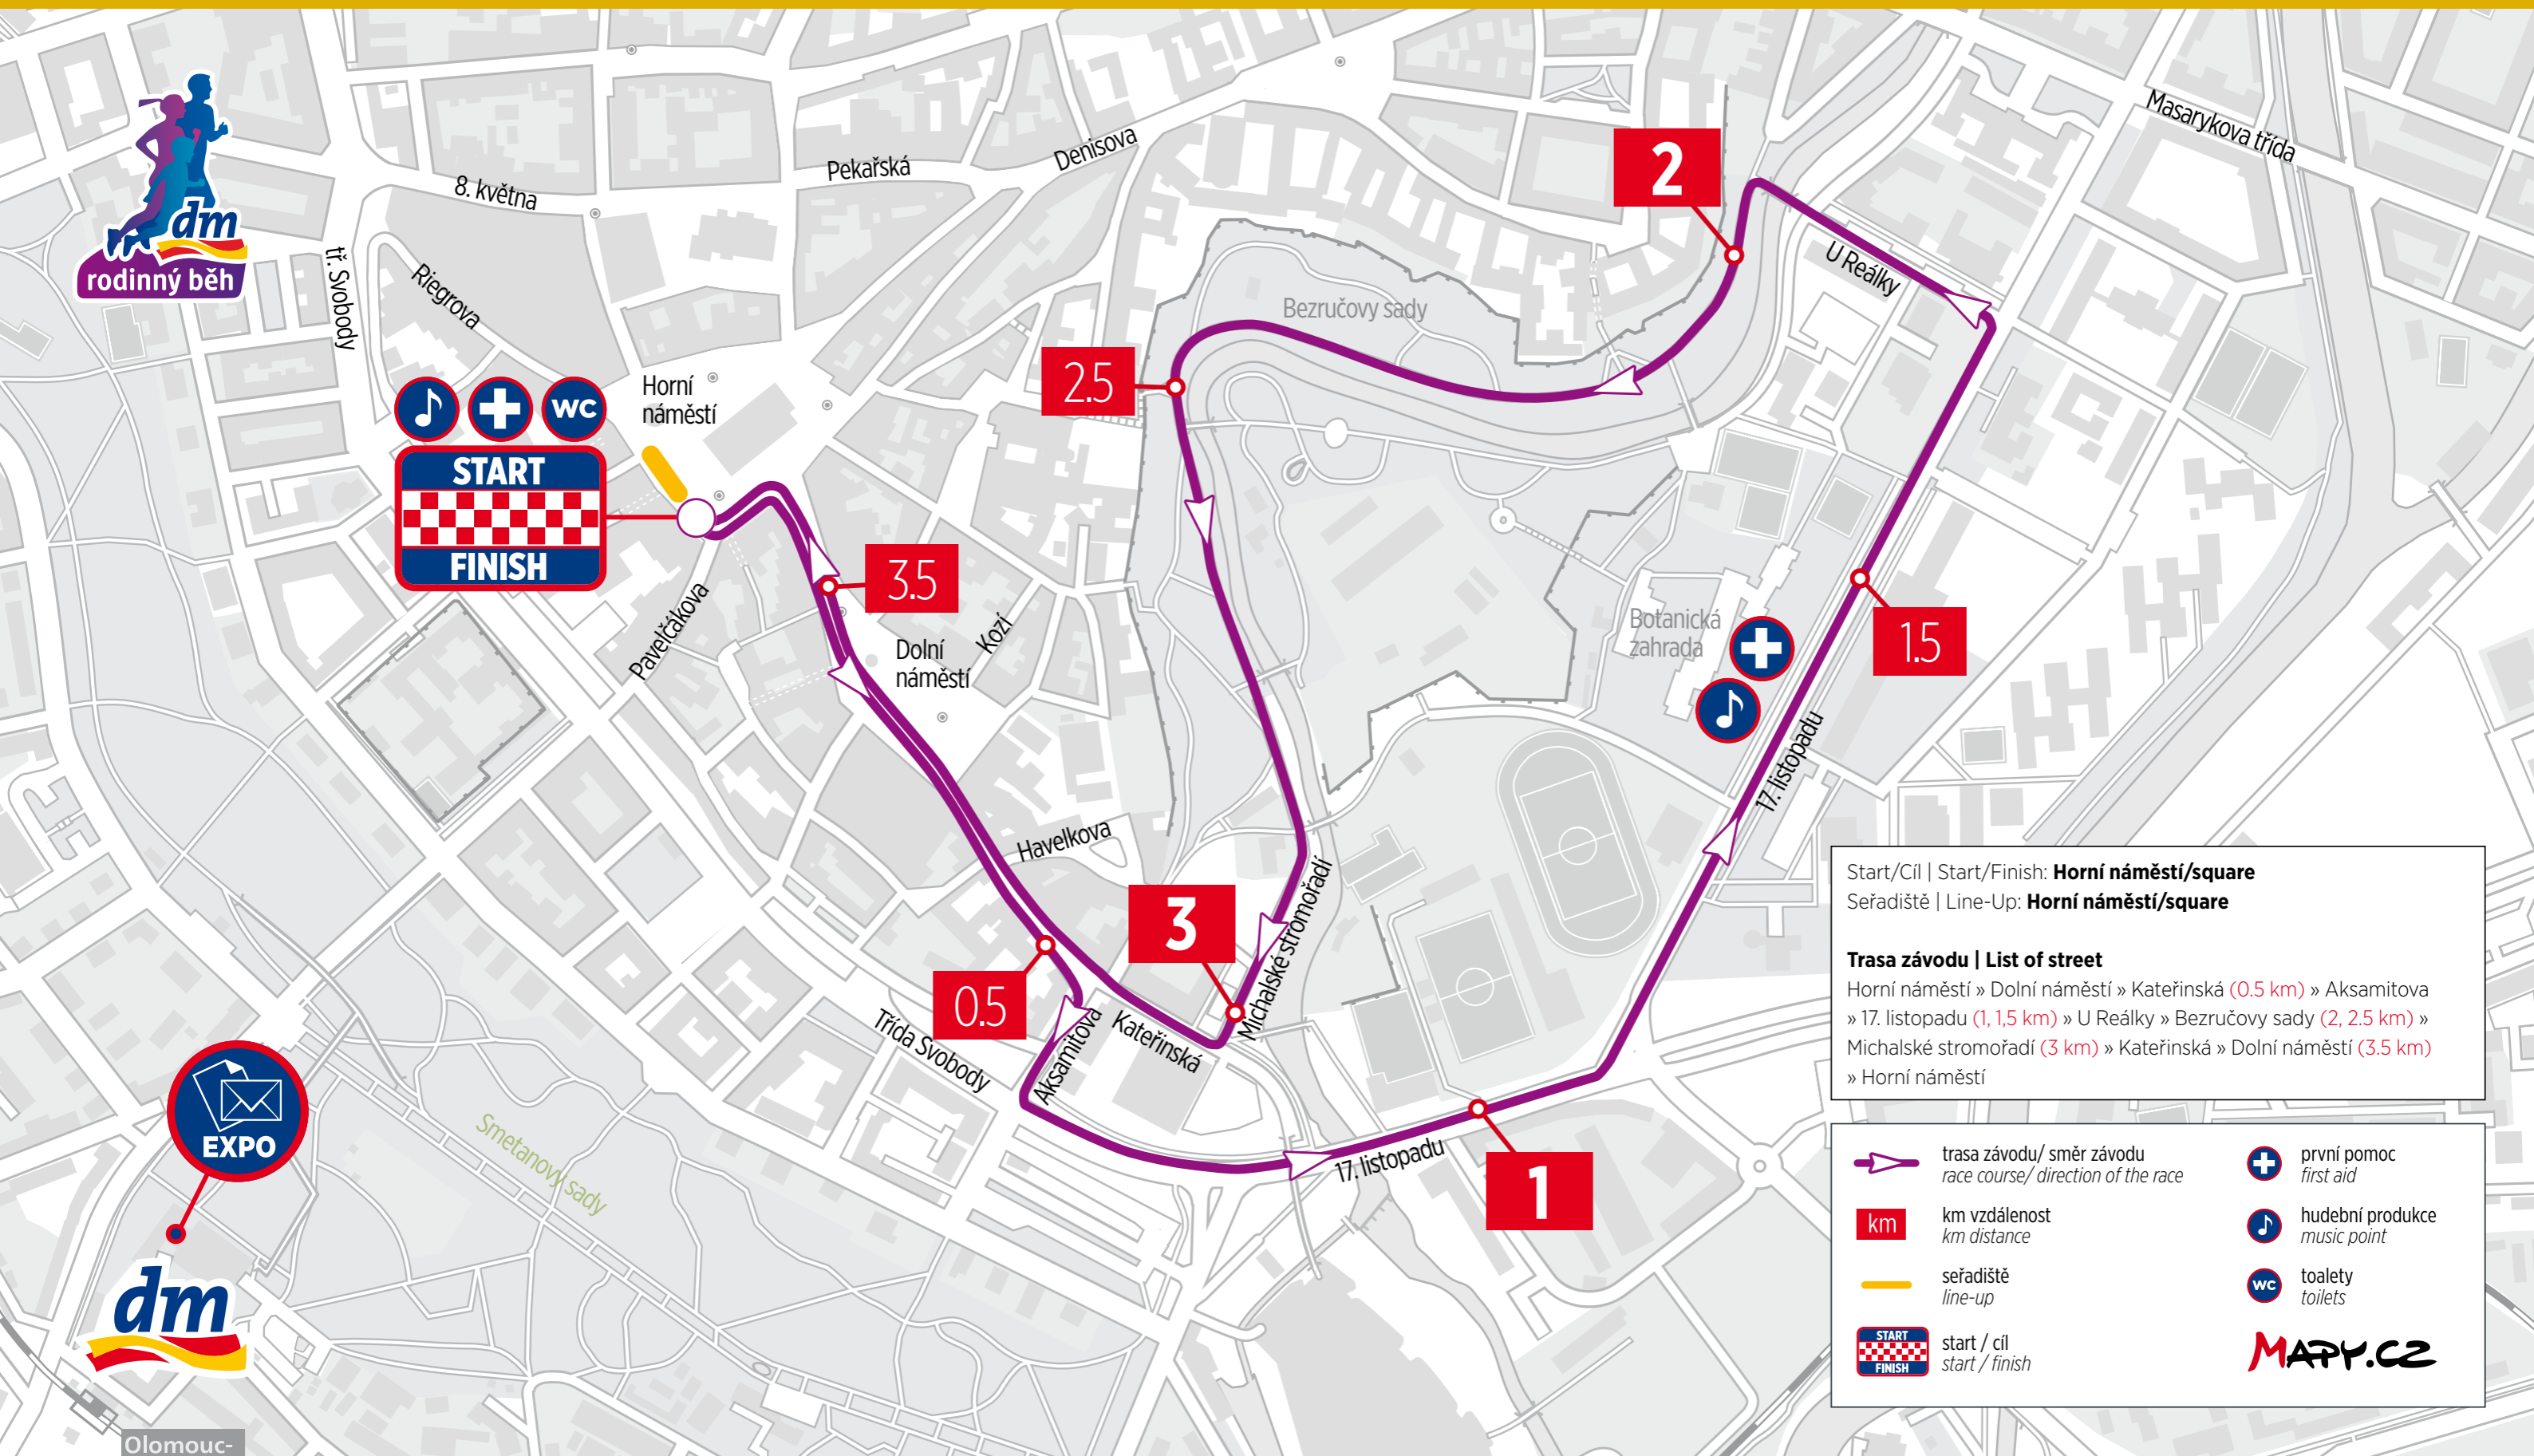 dm
rodinný běh
8. května
Pekařská
Denisova
Masarykova třída
tř. Svobody
Riegrova
Horní
náměstí
WC
START
FINISH
2
U Reálky
Bezručovy sady
2.5
3.5
Pavelčákova
Dolní
náměstí
Kozí
Botanická
zahrada
1.5
17. listopadu
Havelkova
3
Michalské stromořadí
0.5
Třída Svobody
Aksamitova
Kateřinská
17. listopadu
1
EXPO
Smetanovy sady
dm
Olomouc-
Start/Cíl | Start/Finish: Horní náměstí/square
Seřadiště | Line-Up: Horní náměstí/square
Trasa závodu | List of street
Horní náměstí » Dolní náměstí » Kateřinská (0.5 km) » Aksamitova
» 17. listopadu (1, 1,5 km) » U Reálky » Bezručovy sady (2, 2.5 km) »
Michalské stromořadí (3 km) » Kateřinská » Dolní náměstí (3.5 km)
» Horní náměstí
trasa závodu/ směr závodu
race course/ direction of the race
km
km vzdálenost
km distance
seřadiště
line-up
START
FINISH
start / cíl
start / finish
první pomoc
first aid
hudební produkce
music point
WC
toalety
toilets
MAPY.CZ